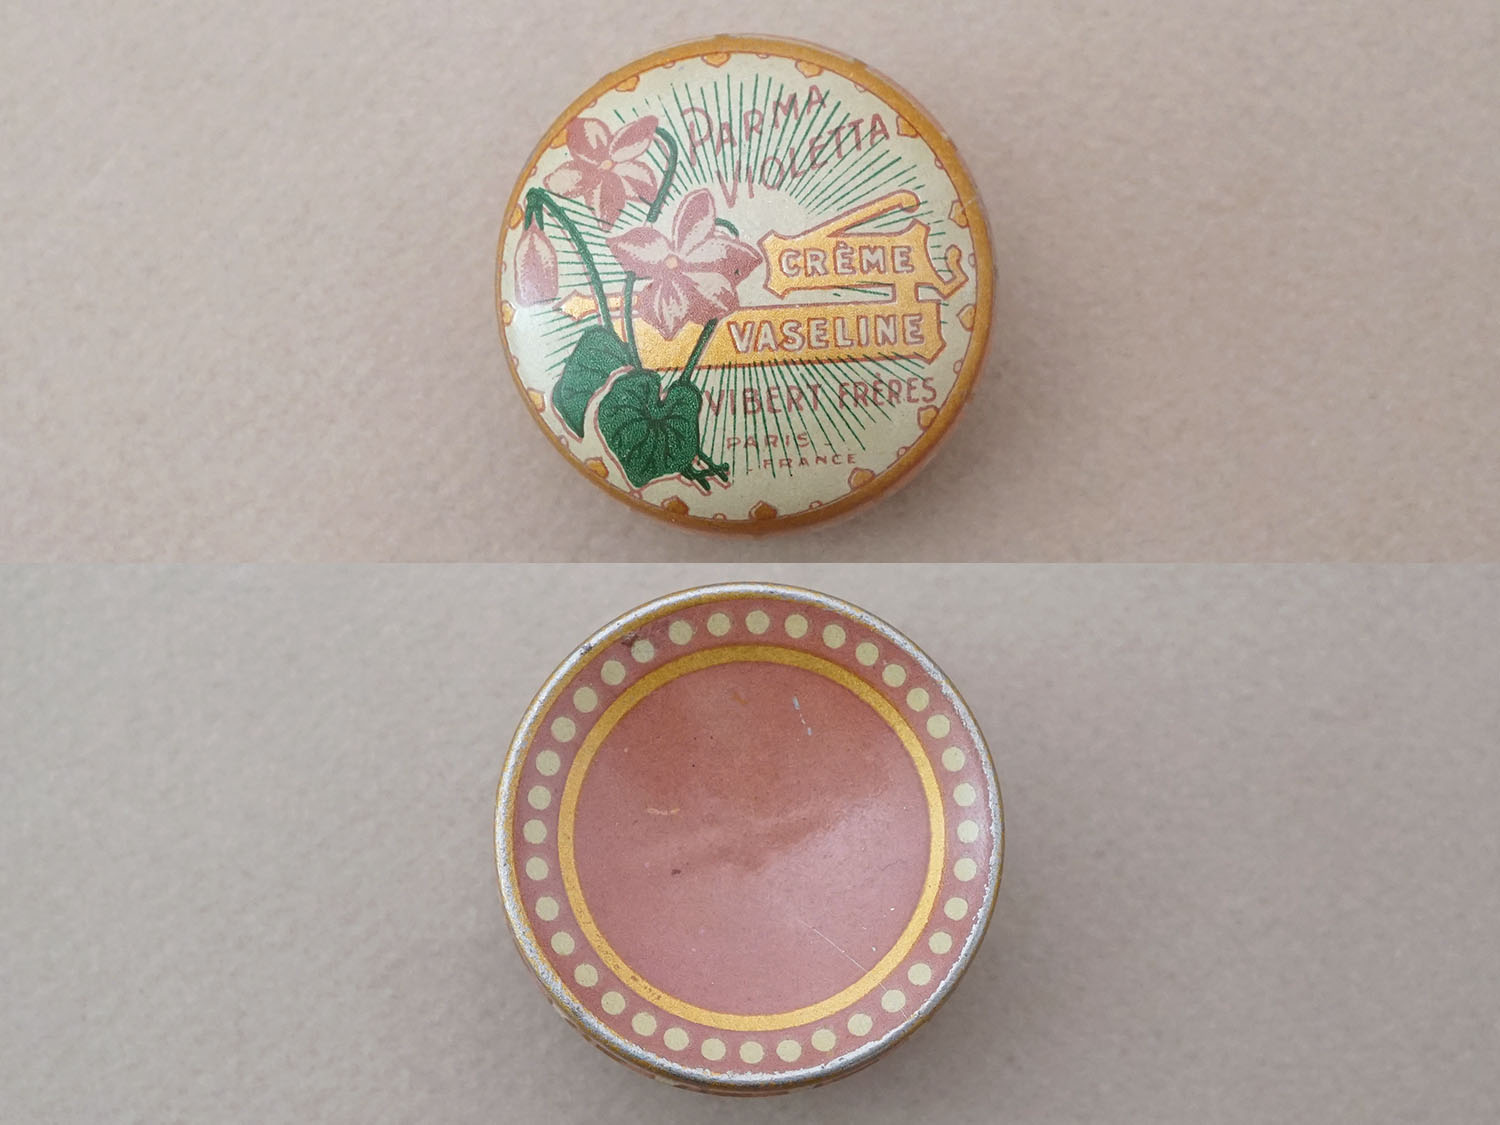 PARMA
VIOLETTA
CRÈME
VASELINE
VIBERT FRÈRES
PARIS -
- FRANCE